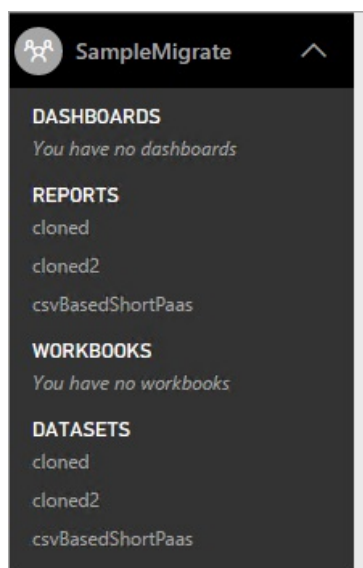 SampleMigrate
DASHBOARDS
You have no dashboards
REPORTS
cloned
cloned2
csvBasedShortPaas
WORKBOOKS
You have no workbooks
DATASETS
cloned
cloned2
csvBasedShortPaas